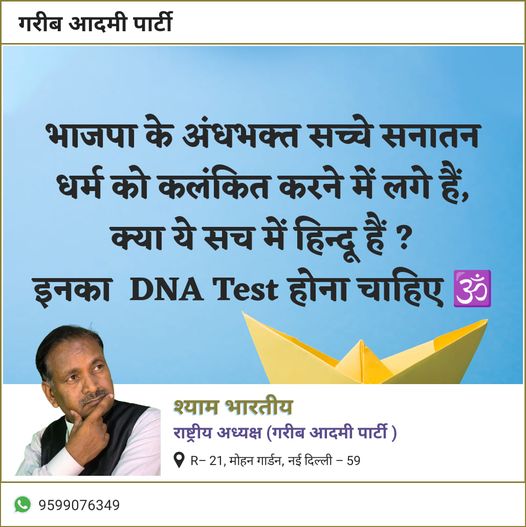 गरीब आदमी पार्टी
भाजपा के अंधभक्त सच्चे सनातन
धर्म को कलंकित करने में लगे हैं,
क्या ये सच में हिन्दू हैं ?
इनका DNA Test होना चाहिए 🕉️
श्याम भारतीय
राष्ट्रीय अध्यक्ष (गरीब आदमी पार्टी )
R– 21, मोहन गार्डन, नई दिल्ली – 59
9599076349